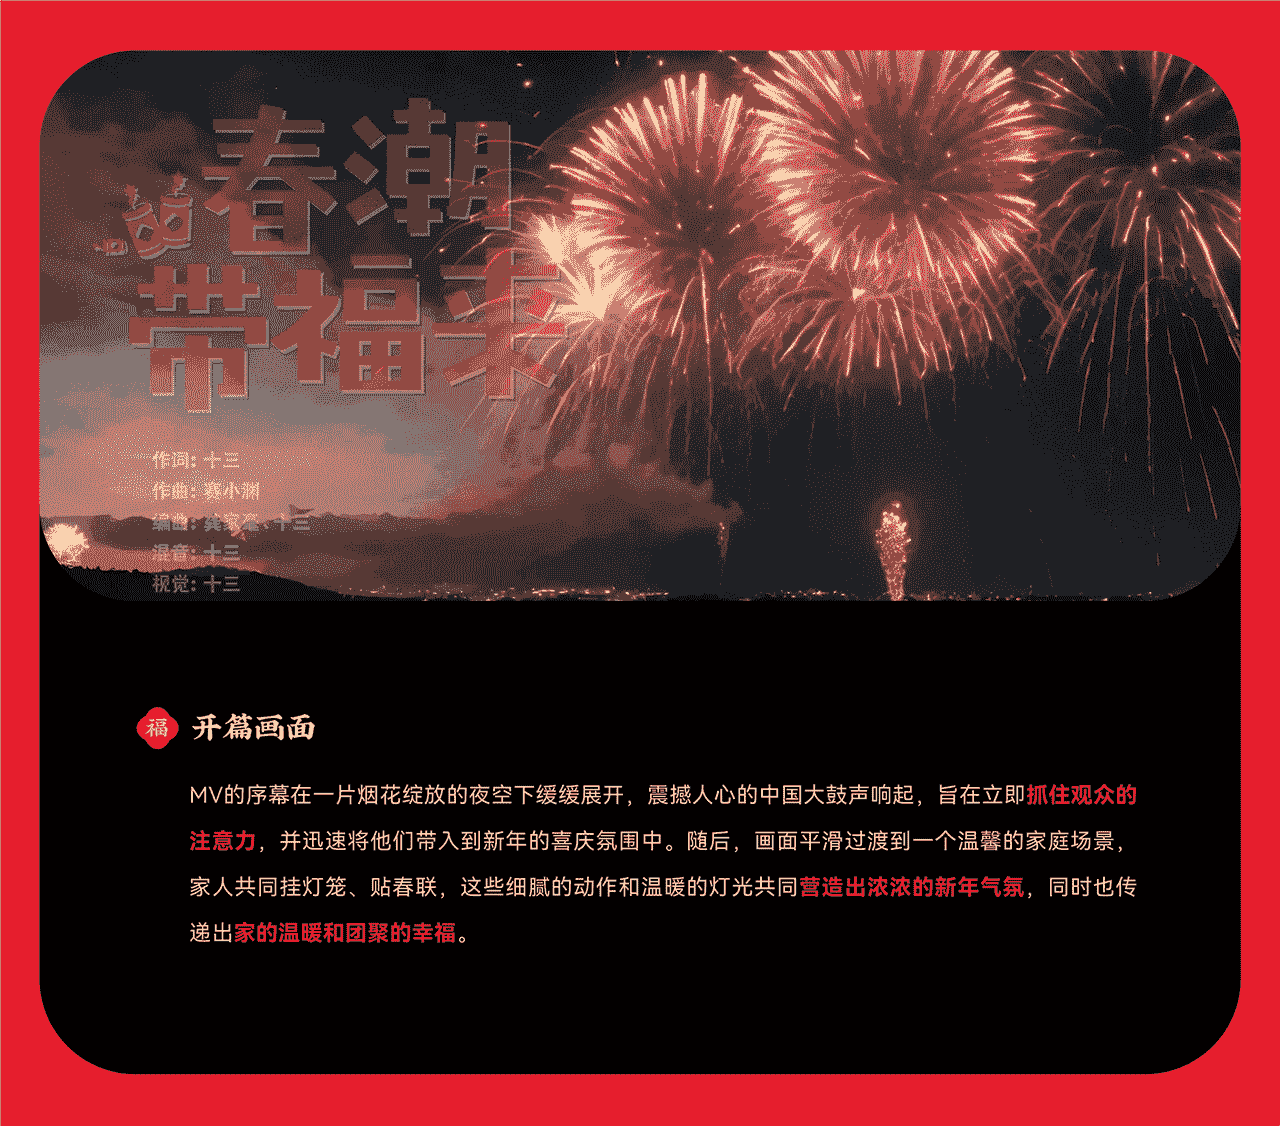 春潮
带福来
作词：十三
作曲：赛小渊
编曲：龚家 、十三
混音：十三
视觉：十三
福 开篇画面
MV的序幕在一片烟花绽放的夜空下缓缓展开，震撼人心的中国大鼓声响起，旨在立即抓住观众的
注意力，并迅速将他们带入到新年的喜庆氛围中。随后，画面平滑过渡到一个温馨的家庭场景，
家人共同挂灯笼、贴春联，这些细腻的动作和温暖的灯光共同营造出浓浓的新年气氛，同时也传
递出家的温暖和团聚的幸福。